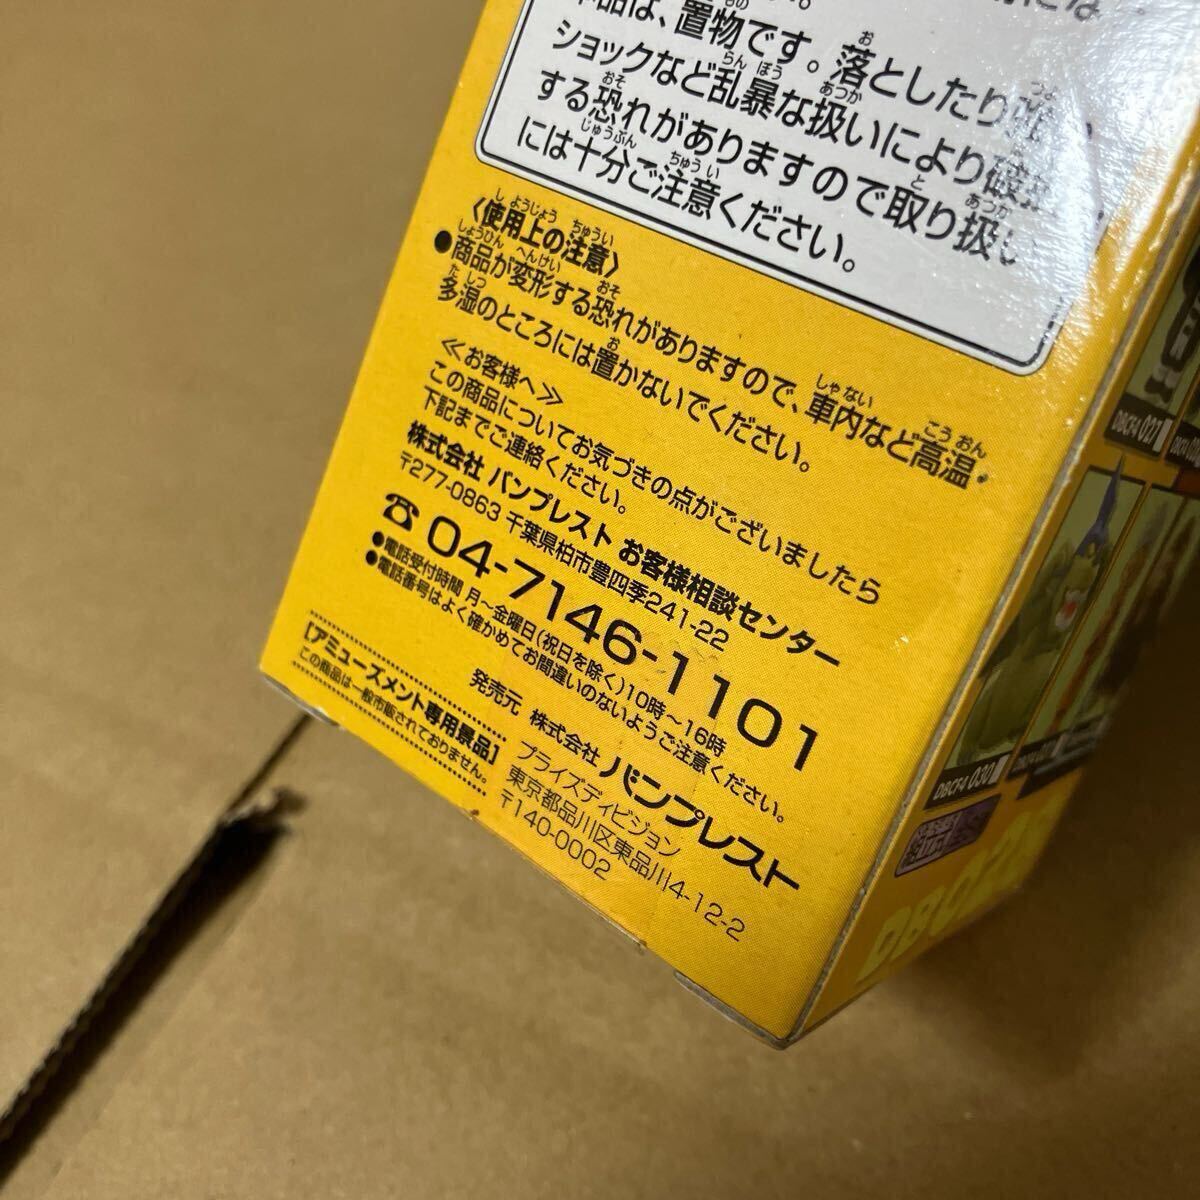 品は、置物です。落としたり強
ショックなど乱暴な扱いにより破
する恐れがありますので取り扱い
には十分ご注意ください。
〈使用上の注意〉
●商品が変形する恐れがありますので、車内など高温・
多湿のところには置かないでください。
≪お客様へ≫
この商品についてお気づきの点がございましたら
下記までご連絡ください。
株式会社 バンプレスト お客様相談センター
〒277-0863 千葉県柏市豊四季241-22
☎04-7146-1101
●電話受付時間 月～金曜日(祝日を除く)10時～16時
●電話番号はよく確かめてお間違いのないようご注意ください。
[アミューズメント専用景品]
この商品は一般市販されておりません。
発売元 株式会社 バンプレスト
プライズディビジョン
東京都品川区東品川4-12-2
〒140-0002
DBCF4 027
DBCF4 030